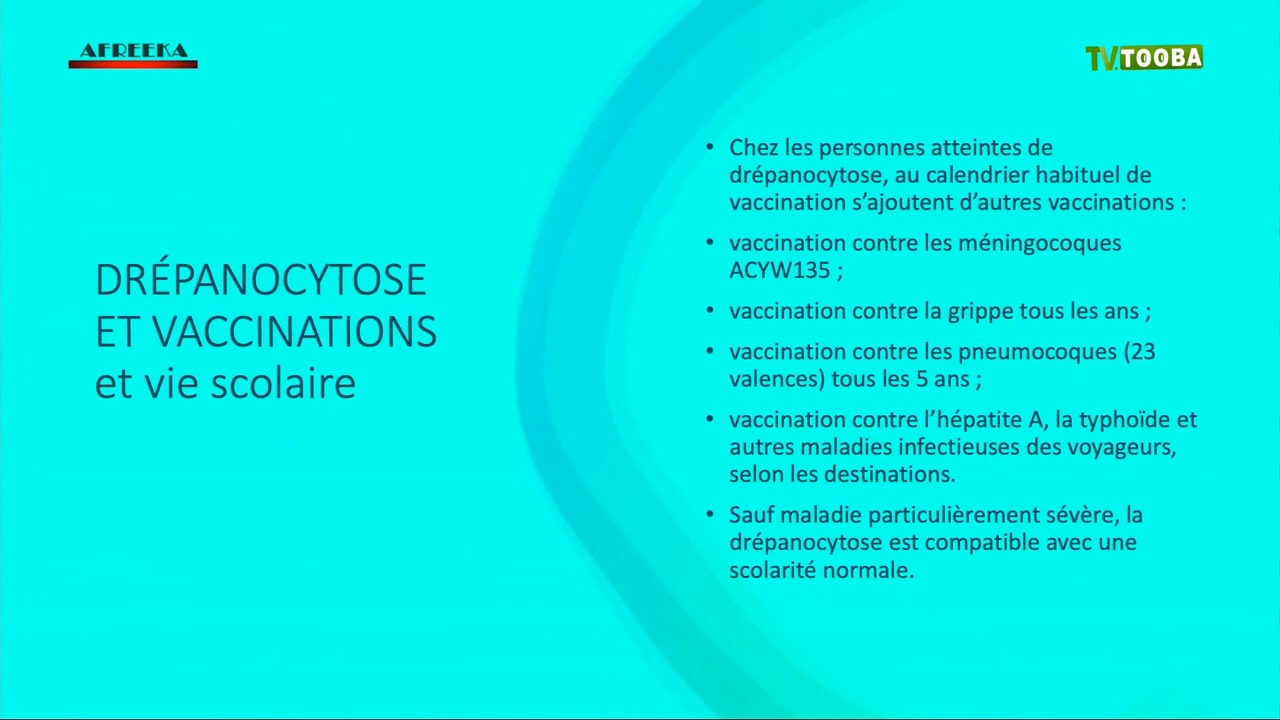 AFREEKA
TV.TOOBA
DRÉPANOCYTOSE
ET VACCINATIONS
et vie scolaire
• Chez les personnes atteintes de
drépanocytose, au calendrier habituel de
vaccination s’ajoutent d’autres vaccinations :
• vaccination contre les méningocoques
ACYW135 ;
• vaccination contre la grippe tous les ans ;
• vaccination contre les pneumocoques (23
valences) tous les 5 ans ;
• vaccination contre l’hépatite A, la typhoïde et
autres maladies infectieuses des voyageurs,
selon les destinations.
• Sauf maladie particulièrement sévère, la
drépanocytose est compatible avec une
scolarité normale.